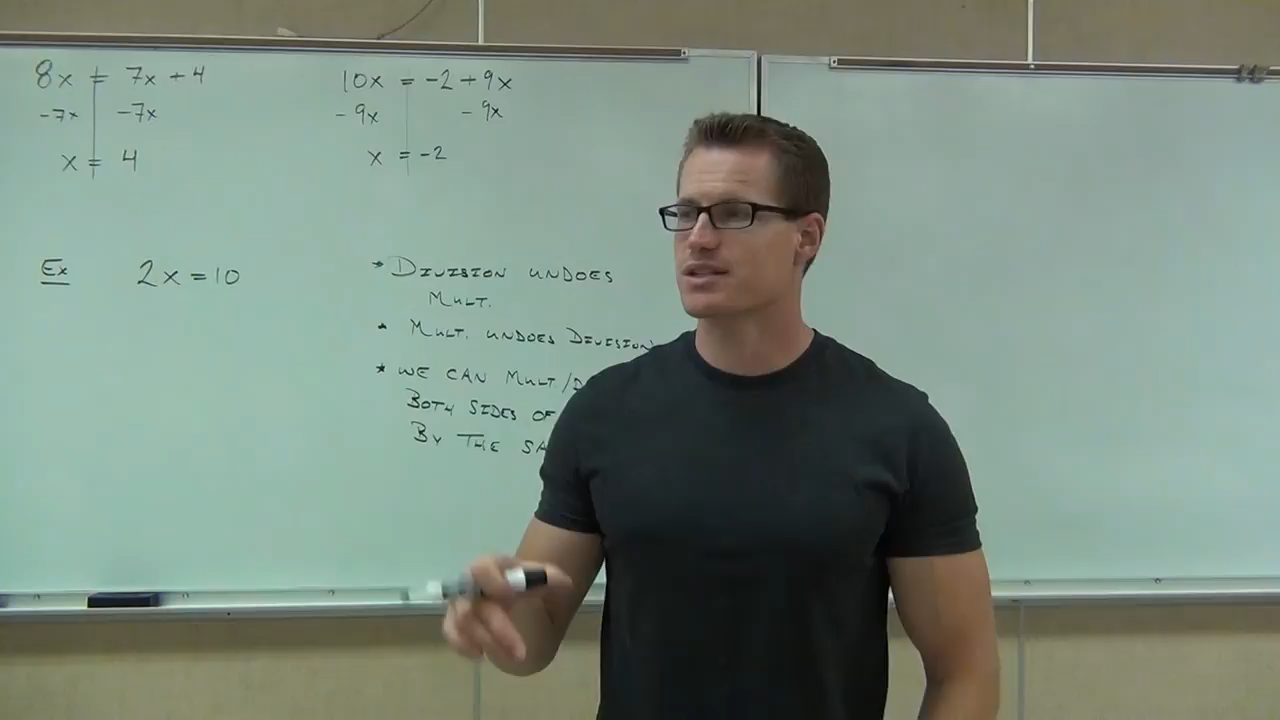 8x = 7x + 4
-7x -7x
x = 4
10x = -2 + 9x
- 9x - 9x
x = -2
Ex 2x = 10
* DIVISION UNDOES
MULT.
* MULT. UNDOES DIVISION
* WE CAN MULT/
BOTH SIDES OF
BY THE